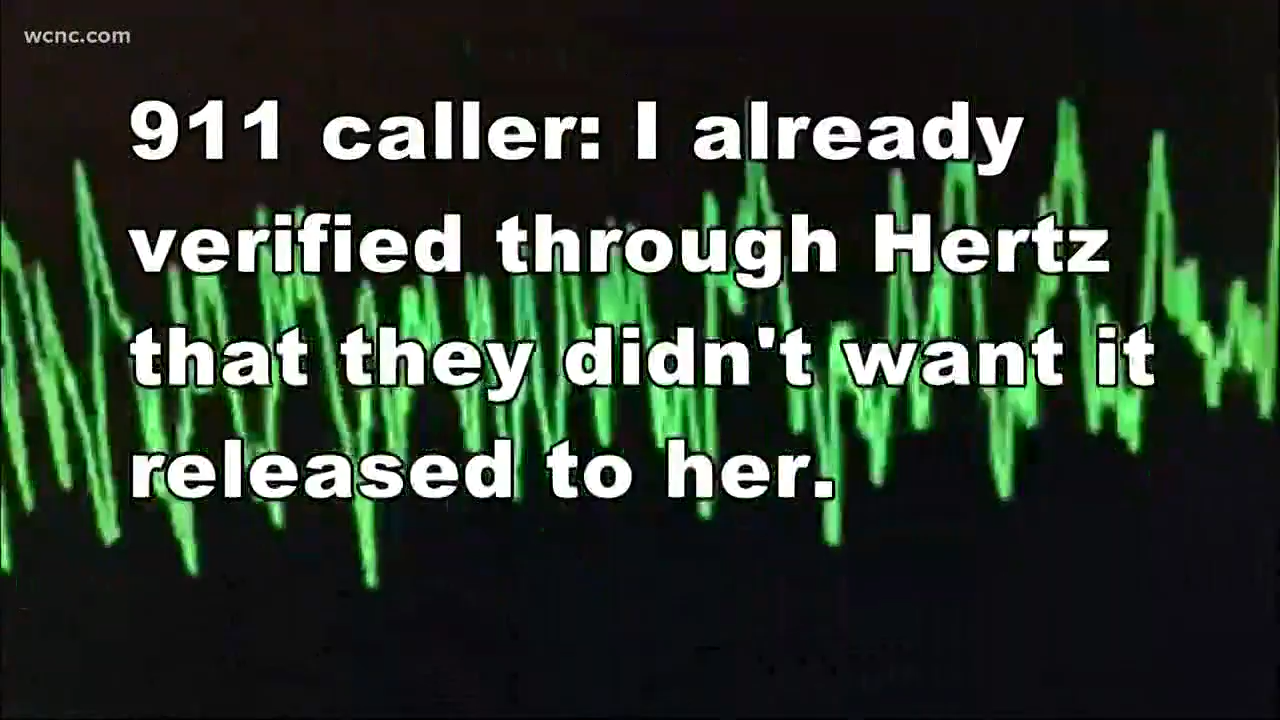 wcnc.com
911 caller: I already
verified through Hertz
that they didn't want it
released to her.